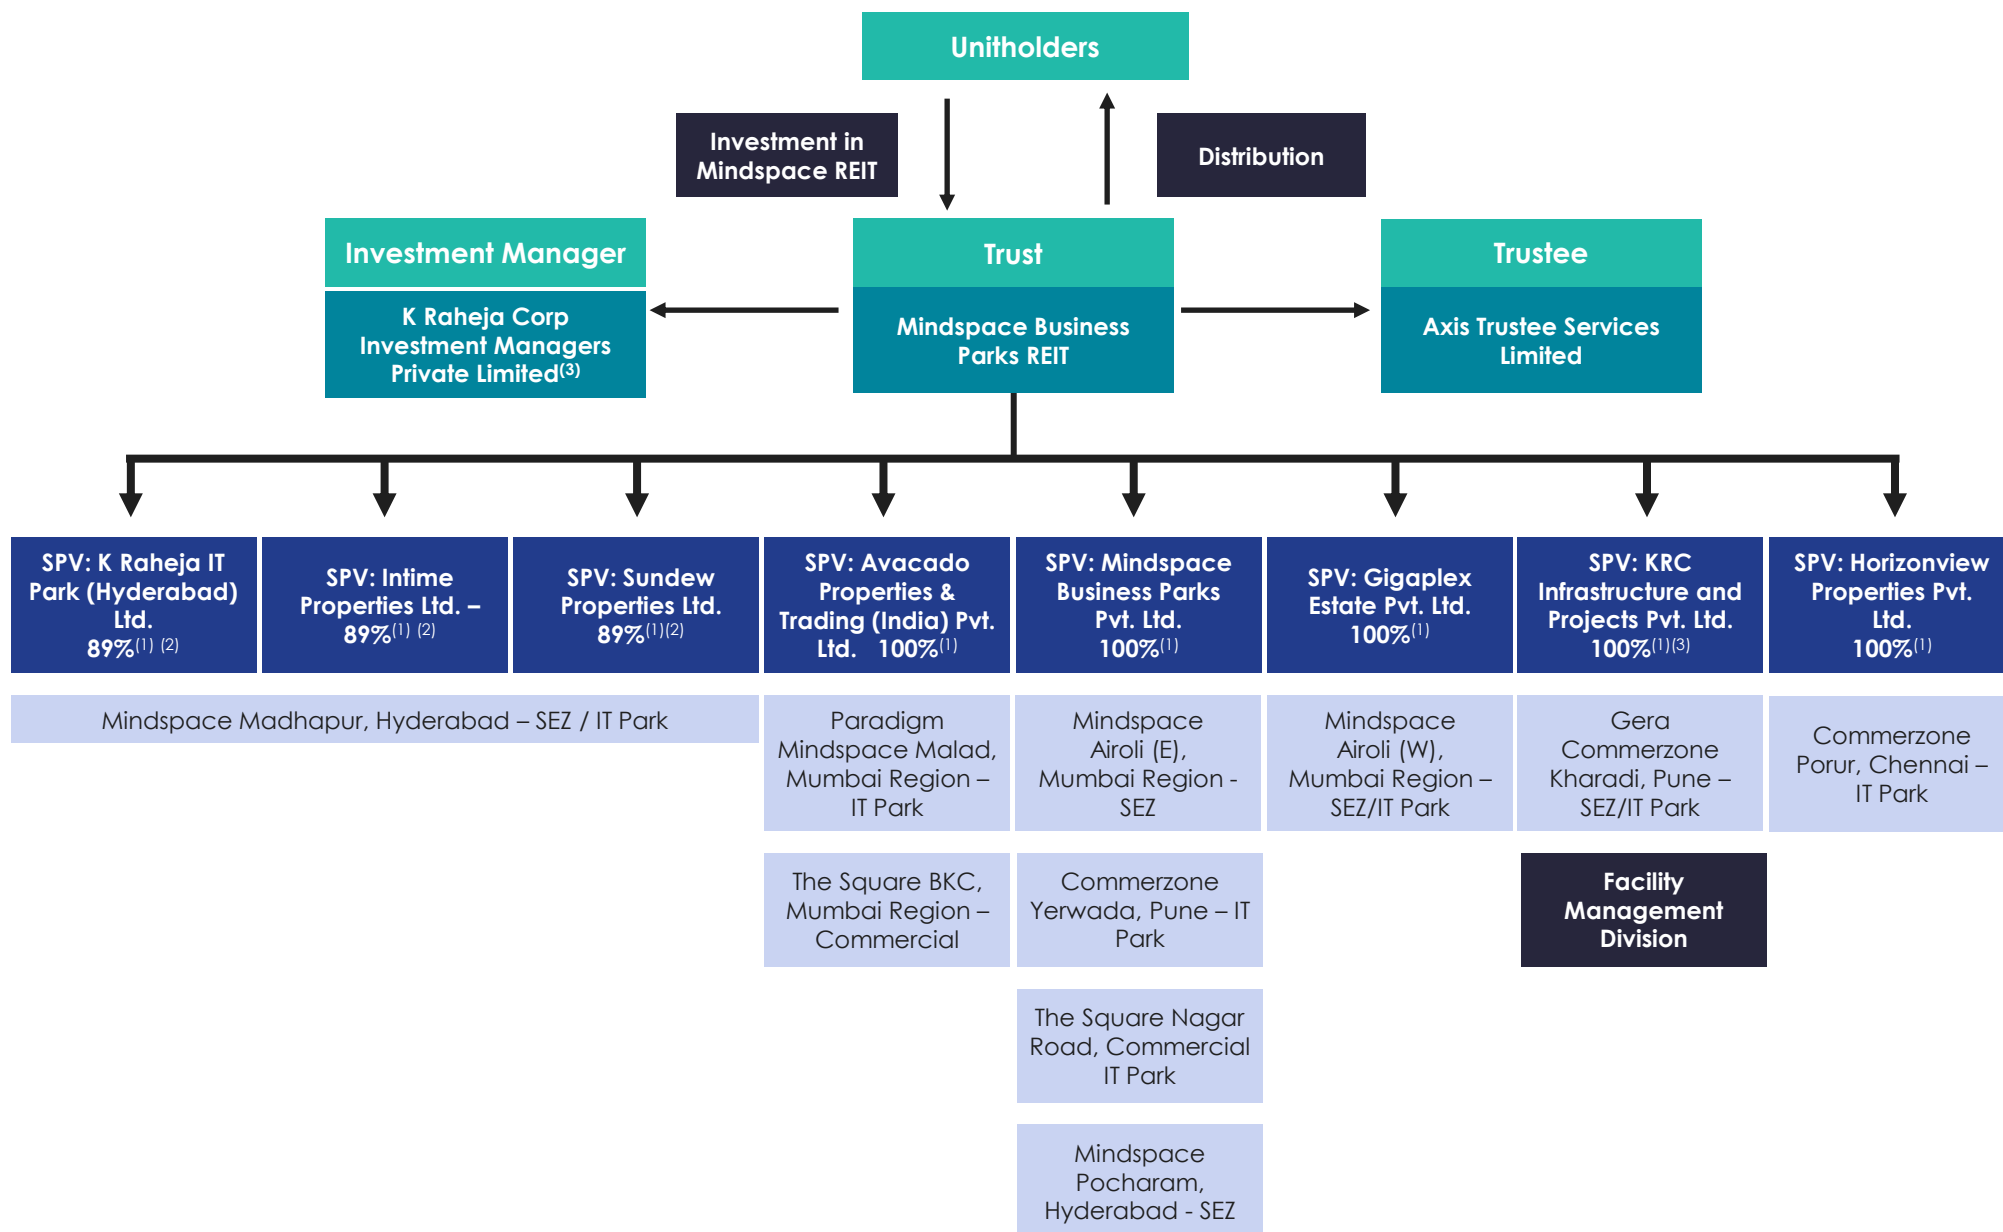 Unitholders
Investment in
Mindspace REIT
Distribution
Investment Manager
K Raheja Corp
Investment Managers
Private Limited(3)
Trust
Mindspace Business
Parks REIT
Trustee
Axis Trustee Services
Limited
SPV: K Raheja IT
Park (Hyderabad)
Ltd.
89%(1) (2)
SPV: Intime
Properties Ltd. –
89%(1) (2)
SPV: Sundew
Properties Ltd.
89%(1)(2)
SPV: Avacado
Properties &
Trading (India) Pvt.
Ltd. 100%(1)
SPV: Mindspace
Business Parks
Pvt. Ltd.
100%(1)
SPV: Gigaplex
Estate Pvt. Ltd.
100%(1)
SPV: KRC
Infrastructure and
Projects Pvt. Ltd.
100%(1)(3)
SPV: Horizonview
Properties Pvt.
Ltd.
100%(1)
Mindspace Madhapur, Hyderabad – SEZ / IT Park
Paradigm
Mindspace Malad,
Mumbai Region –
IT Park
Mindspace
Airoli (E),
Mumbai Region -
SEZ
Mindspace
Airoli (W),
Mumbai Region –
SEZ/IT Park
Gera
Commerzone
Kharadi, Pune –
SEZ/IT Park
Commerzone
Porur, Chennai –
IT Park
The Square BKC,
Mumbai Region –
Commercial
Commerzone
Yerwada, Pune – IT
Park
Facility
Management
Division
The Square Nagar
Road, Commercial
IT Park
Mindspace
Pocharam,
Hyderabad - SEZ